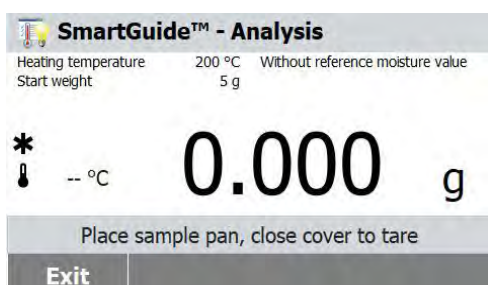 SmartGuide™ - Analysis
Heating temperature 200 °C Without reference moisture value
Start weight 5 g
-- °C 0.000 g
Place sample pan, close cover to tare
Exit